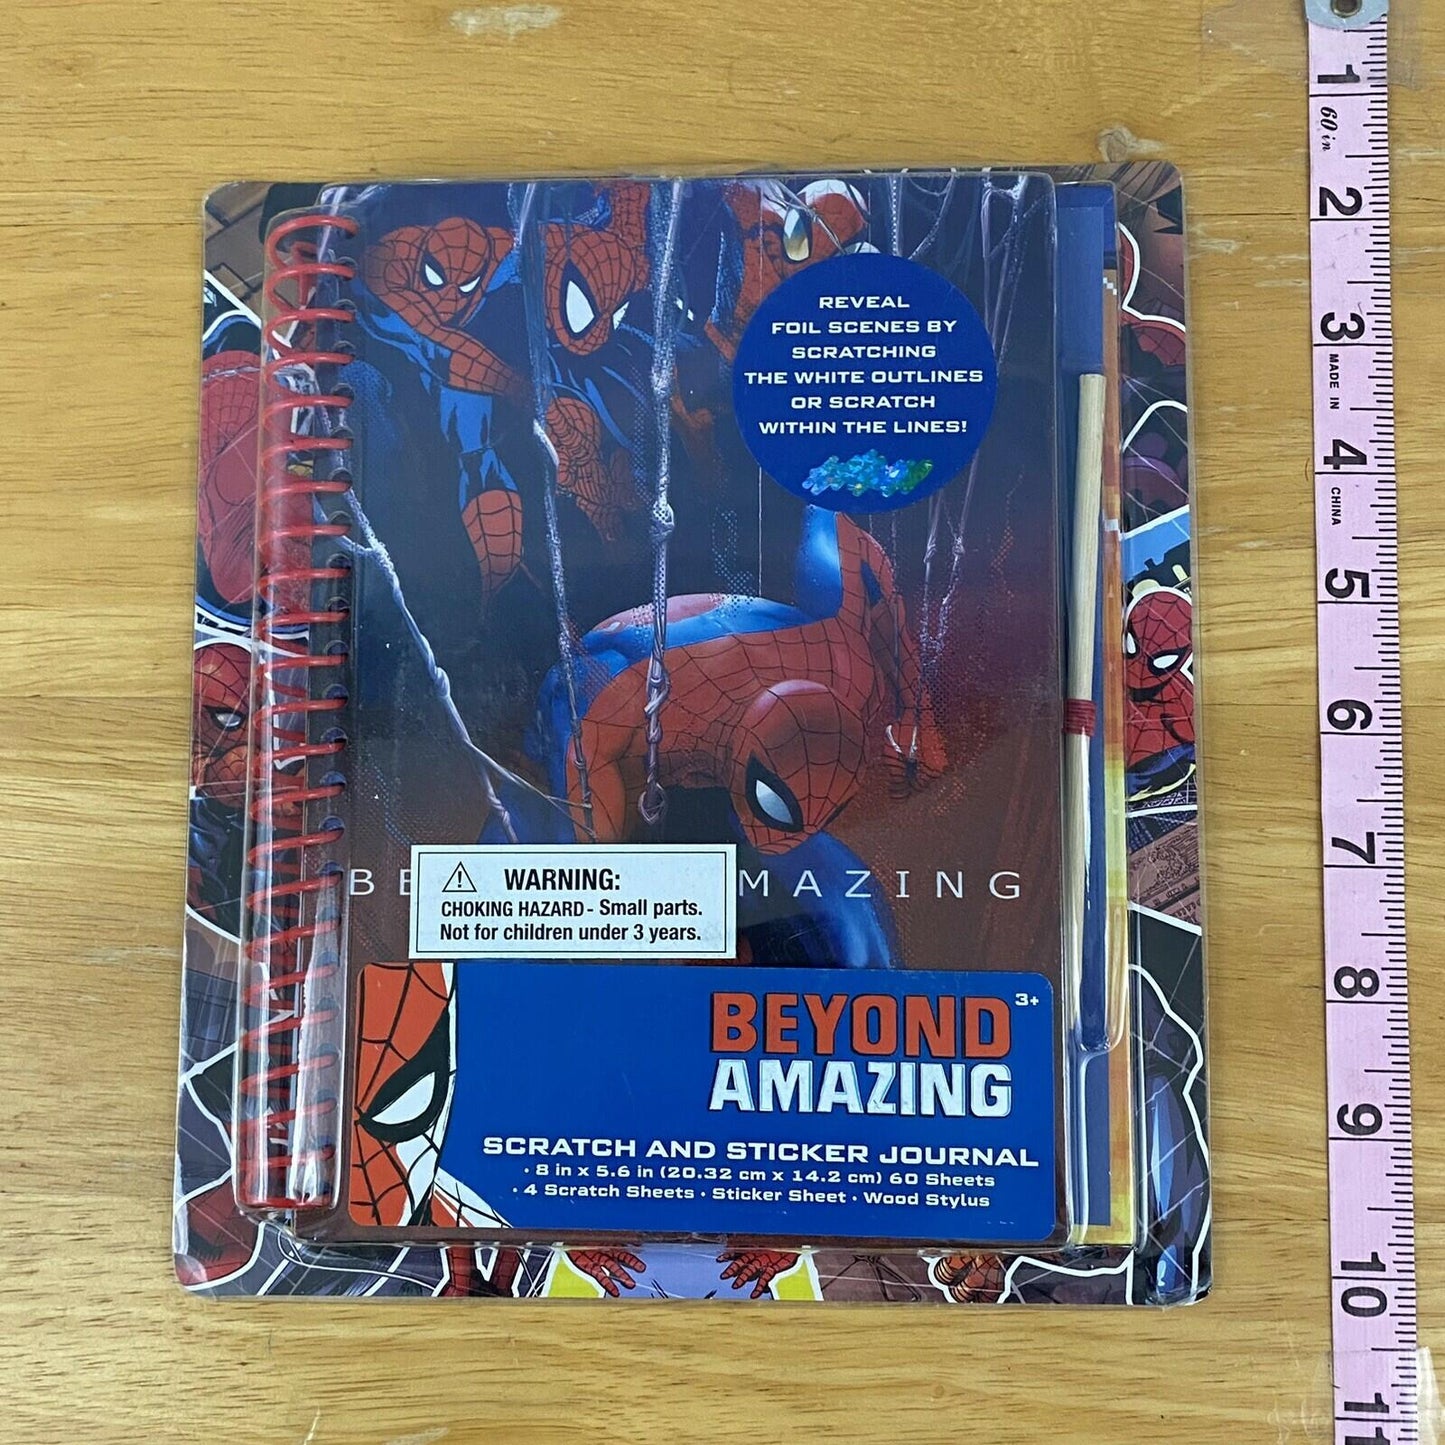 REVEAL
FOIL SCENES BY
SCRATCHING
THE WHITE OUTLINES
OR SCRATCH
WITHIN THE LINES!
BE MAZING
WARNING:
CHOKING HAZARD - Small parts.
Not for children under 3 years.
BEYOND 3+
AMAZING
SCRATCH AND STICKER JOURNAL
• 8 in x 5.6 in (20.32 cm x 14.2 cm) 60 Sheets
• 4 Scratch Sheets • Sticker Sheet • Wood Stylus
1
60 in
2
3
MADE IN
4
CHINA
5
6
7
8
9
10
11